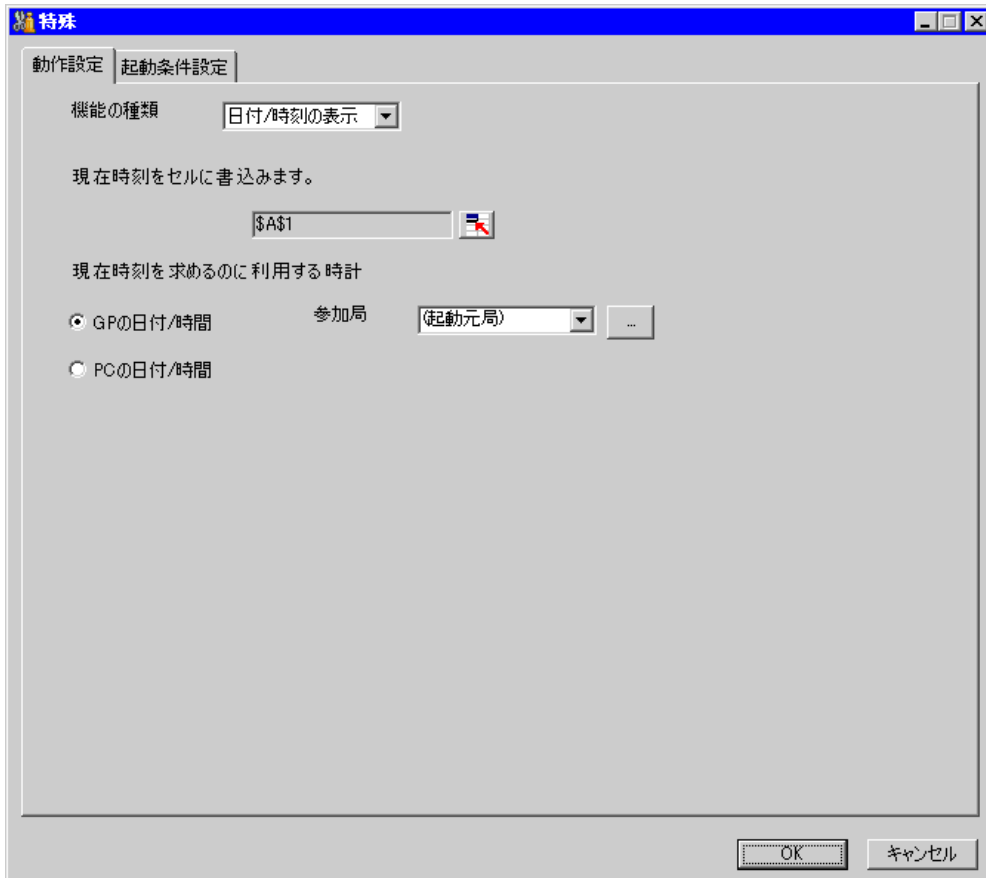 特殊
動作設定 起動条件設定
機能の種類 日付/時刻の表示
現在時刻をセルに書込みます。
$A$1
現在時刻を求めるのに利用する時計
GPの日付/時間 参加局 (起動元局) ...
PCの日付/時間
OK キャンセル